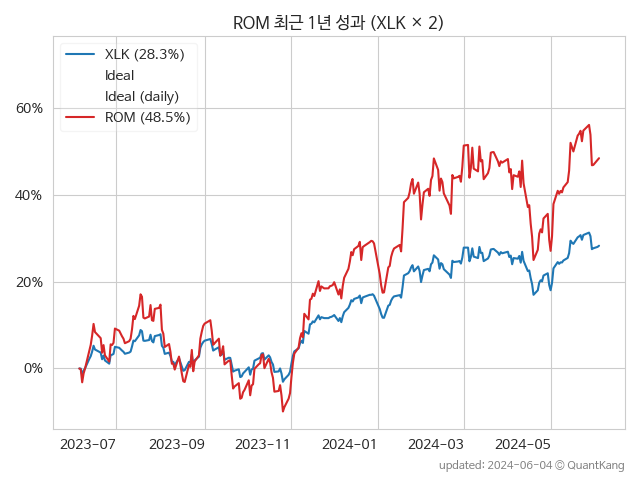 ROM 최근 1년 성과 (XLK × 2)
XLK (28.3%)
Ideal
Ideal (daily)
ROM (48.5%)
60%
40%
20%
0%
2023-07 2023-09 2023-11 2024-01 2024-03 2024-05
updated: 2024-06-04 © QuantKang